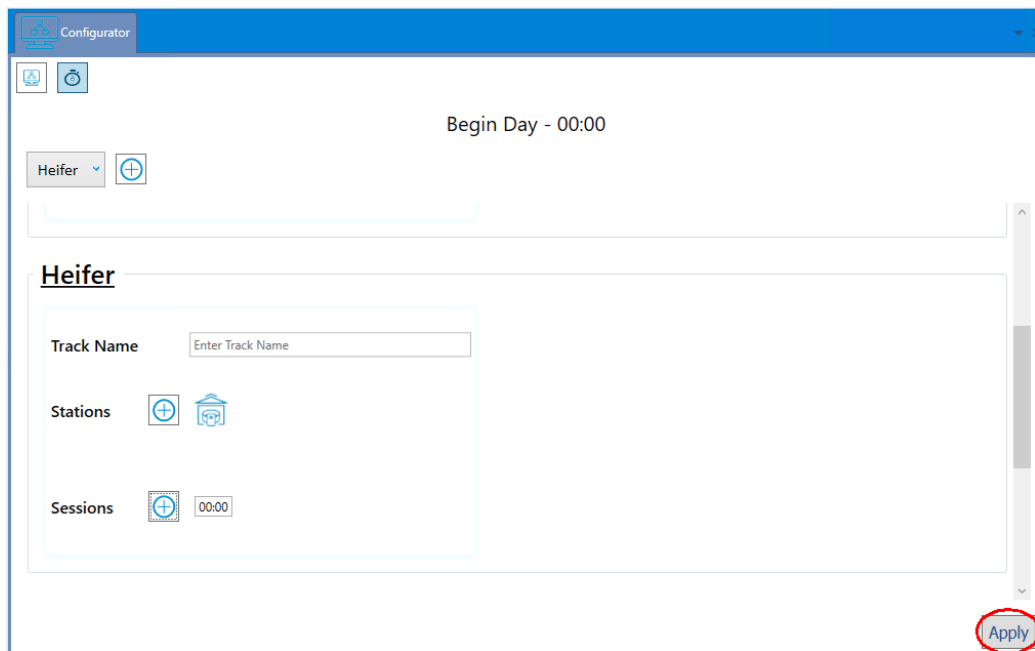 Configurator
Begin Day - 00:00
Heifer
Heifer
Track Name
Enter Track Name
Stations
Sessions
00:00
Apply